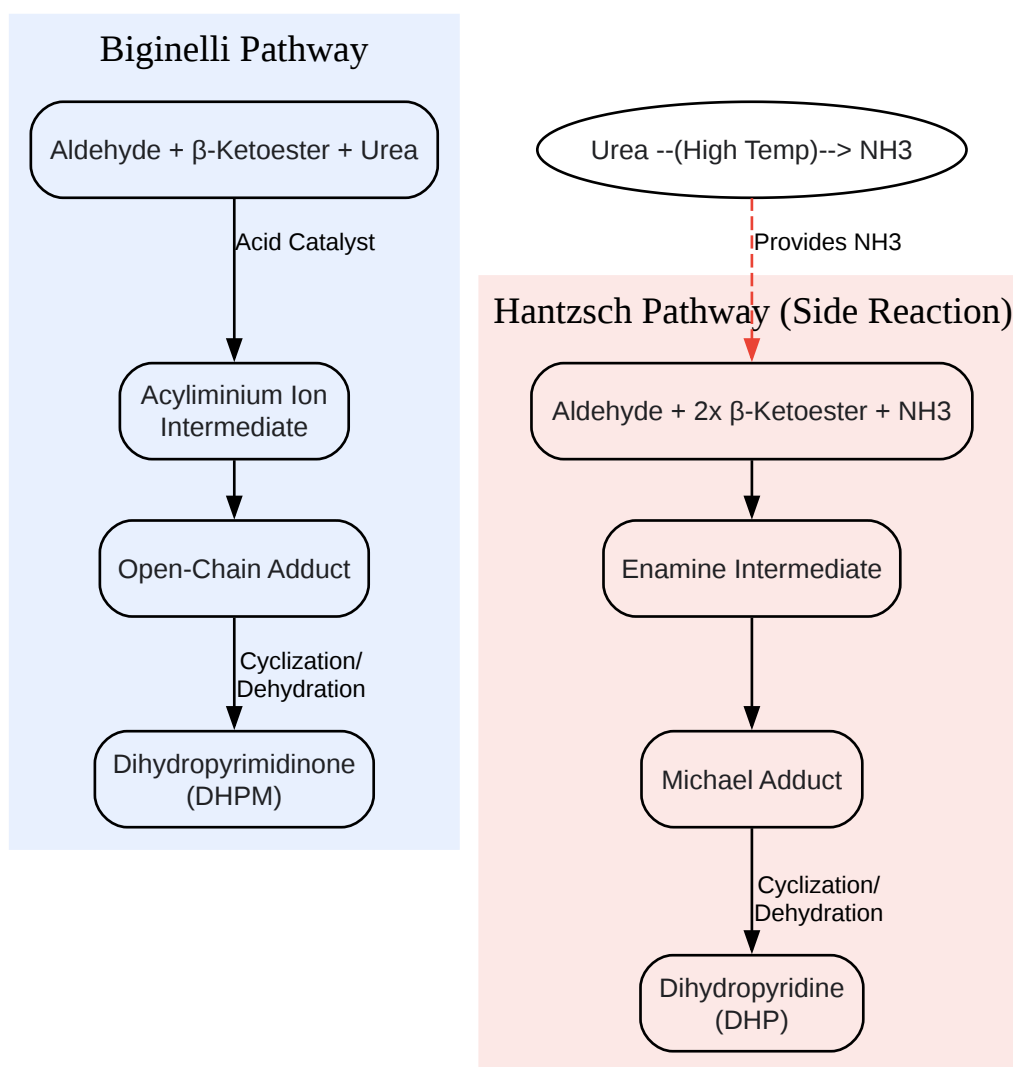 Biginelli Pathway
Aldehyde + β-Ketoester + Urea
Acid Catalyst
Acyliminium Ion
Intermediate
Open-Chain Adduct
Cyclization/
Dehydration
Dihydropyrimidinone
(DHPM)
Urea --(High Temp)--> NH3
Provides NH3
Hantzsch Pathway (Side Reaction)
Aldehyde + 2x β-Ketoester + NH3
Enamine Intermediate
Michael Adduct
Cyclization/
Dehydration
Dihydropyridine
(DHP)